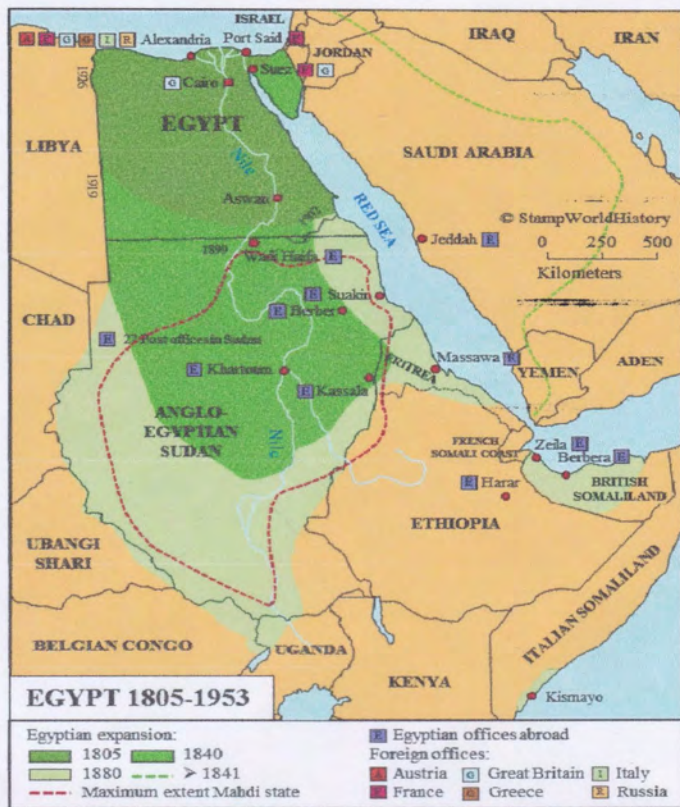 ISRAEL
A F G G I R Alexandria Port Said F JORDAN IRAQ IRAN
1926
G Cairo Suez F G
EGYPT
LIBYA
Nile
SAUDI ARABIA
1919
Aswan
1902
RED SEA
© StampWorldHistory
Jeddah E
0 250 500
Kilometers
1899
Wadi Halfa E
CHAD
E Suakin
E Berber
E 27 Post offices in Sudan
Massawa E
E Khartoum
ERITREA
YEMEN ADEN
E Kassala
ANGLO-
EGYPTIAN
SUDAN
Nile
FRENCH
SOMALI COAST
Zeila E
Berbera E
E Harar
BRITISH
SOMALILAND
ETHIOPIA
UBANGI
SHARI
ITALIAN SOMALILAND
BELGIAN CONGO
UGANDA
KENYA
Kismayo
EGYPT 1805-1953
Egyptian expansion:
1805 1840
1880 > 1841
Maximum extent Mahdi state
E Egyptian offices abroad
Foreign offices:
A Austria G Great Britain I Italy
F France G Greece R Russia